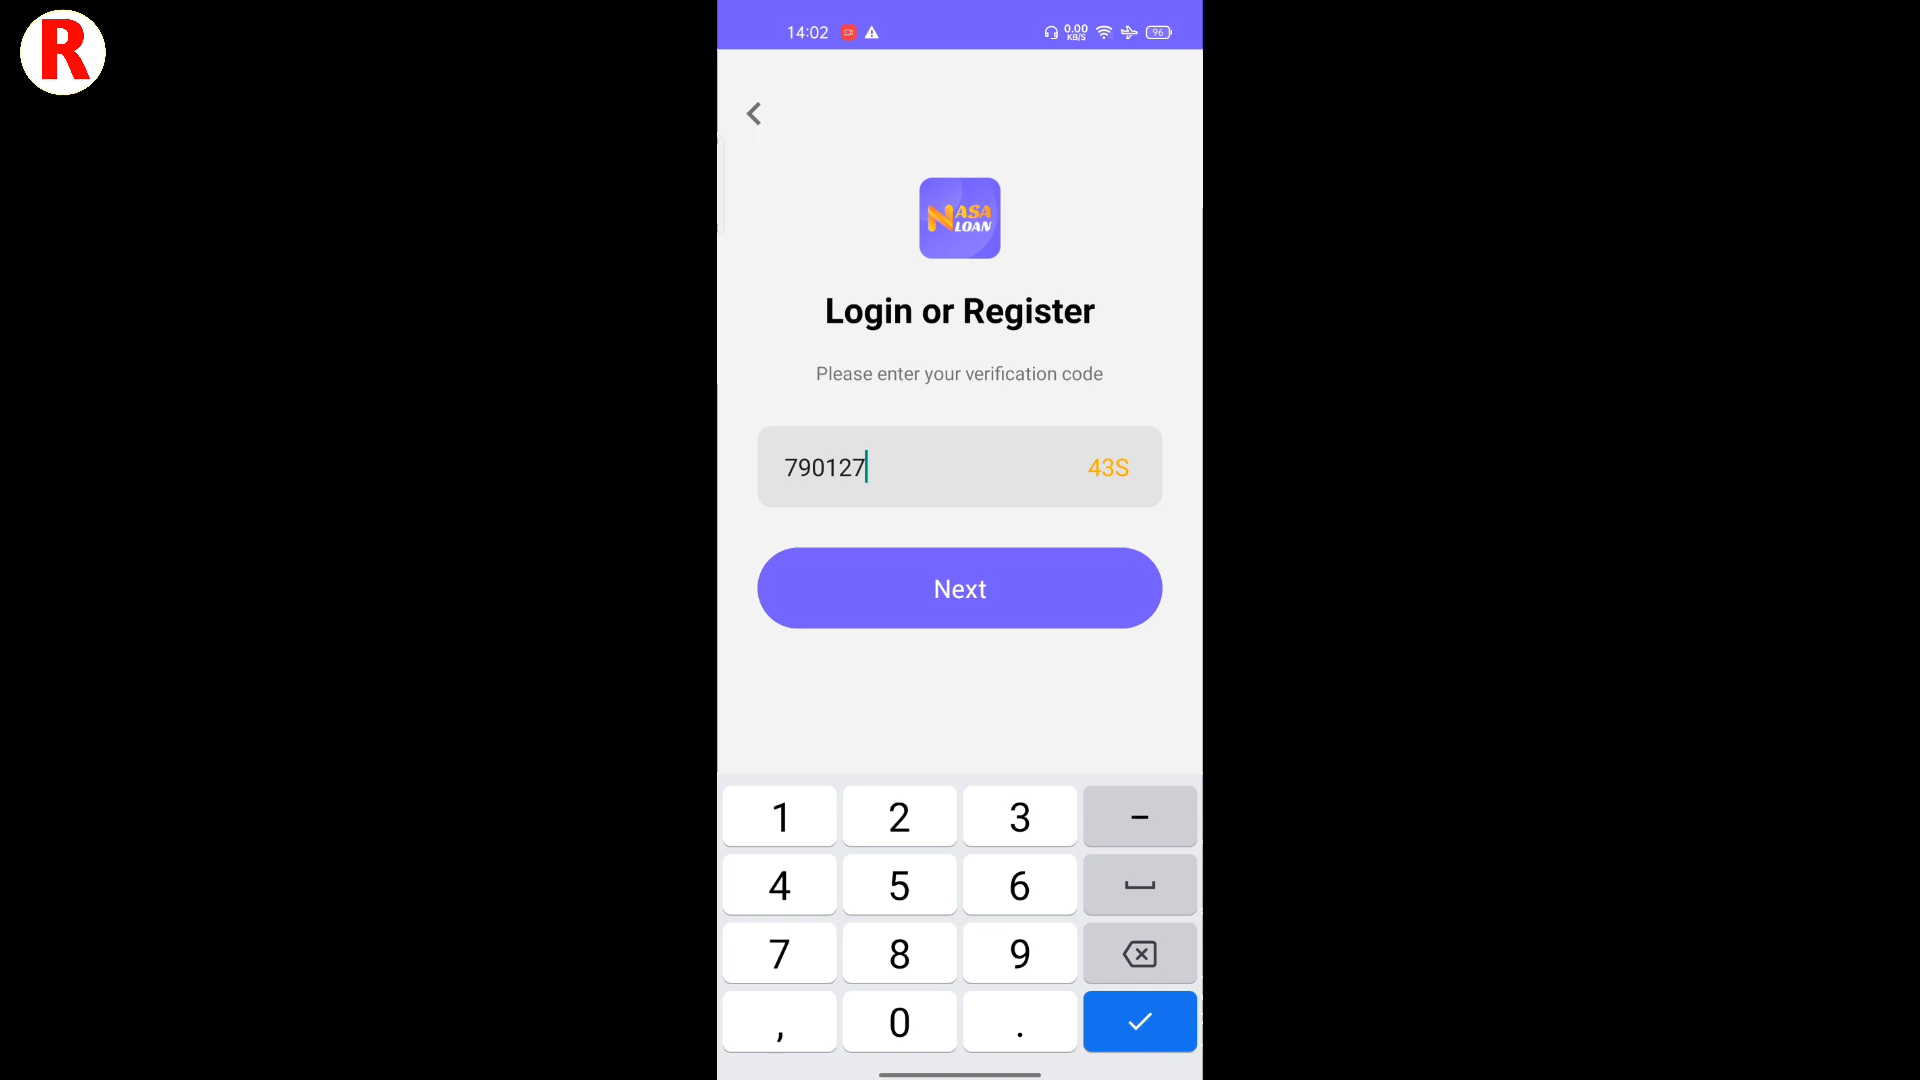 R
14:02
0.00
KB/S
96
NASA
LOAN
Login or Register
Please enter your verification code
790127
43S
Next
1 2 3 -
4 5 6
7 8 9
, 0 .